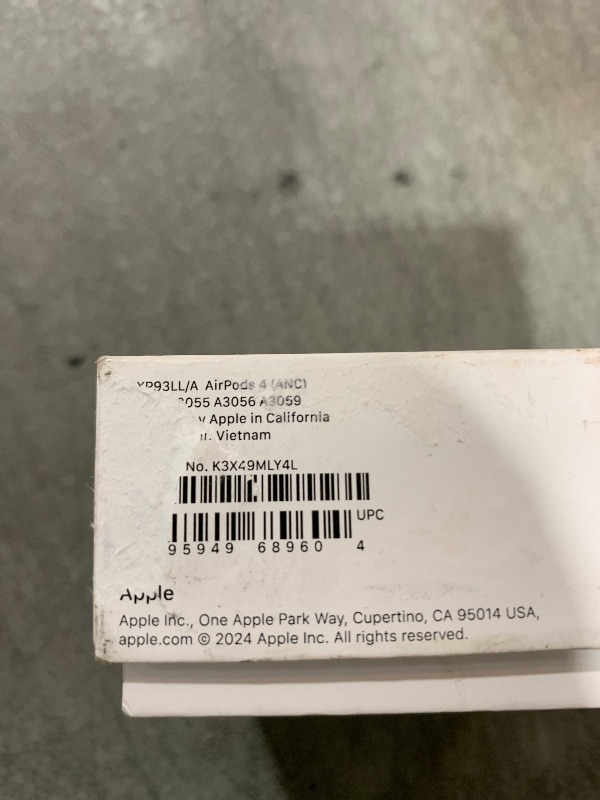 XP93LL/A AirPods 4 (ANC)
3055 A3056 A3059
y Apple in California
in Vietnam
No. K3X49MLY4L
UPC
95949 68960 4
Apple
Apple Inc., One Apple Park Way, Cupertino, CA 95014 USA,
apple.com © 2024 Apple Inc. All rights reserved.